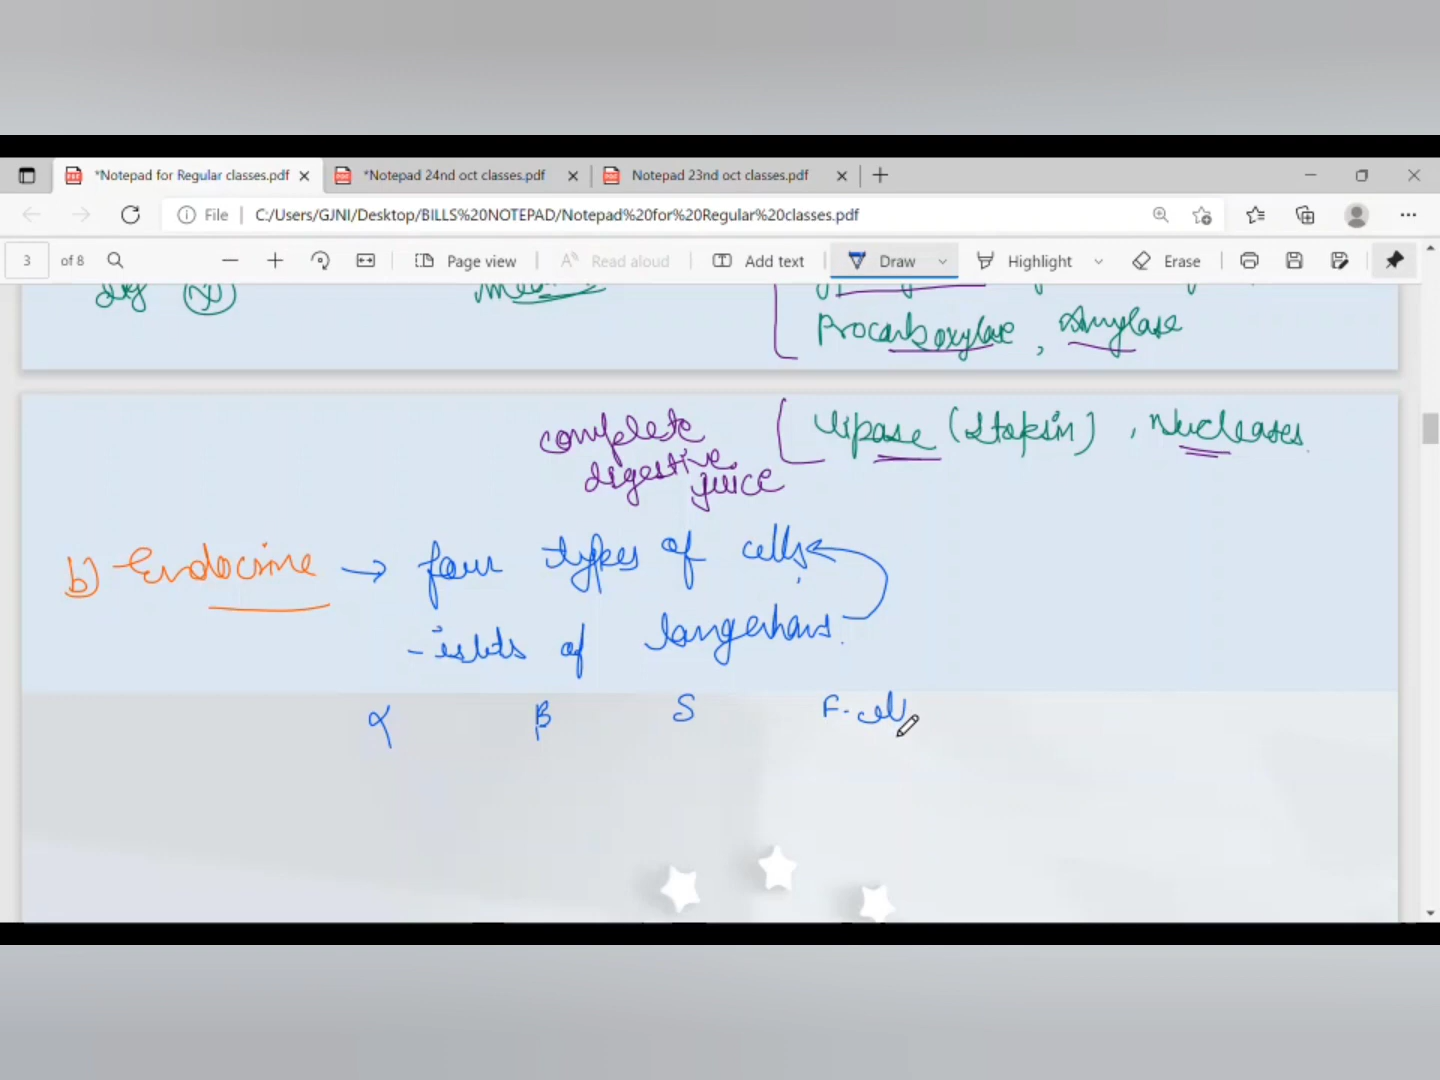 *Notepad for Regular classes.pdf
*Notepad 24nd oct classes.pdf
Notepad 23nd oct classes.pdf
File
C:/Users/GJNI/Desktop/BILLS%20NOTEPAD/Notepad%20for%20Regular%20classes.pdf
3 of 8
Page view
Read aloud
Add text
Draw
Highlight
Erase
Procarboxylase, Amylase
complete digestive juice
Lipase (Stapsin), Nucleases
b) Endocrine → four types of cells
- islets of langerhans.
α β S F-cell